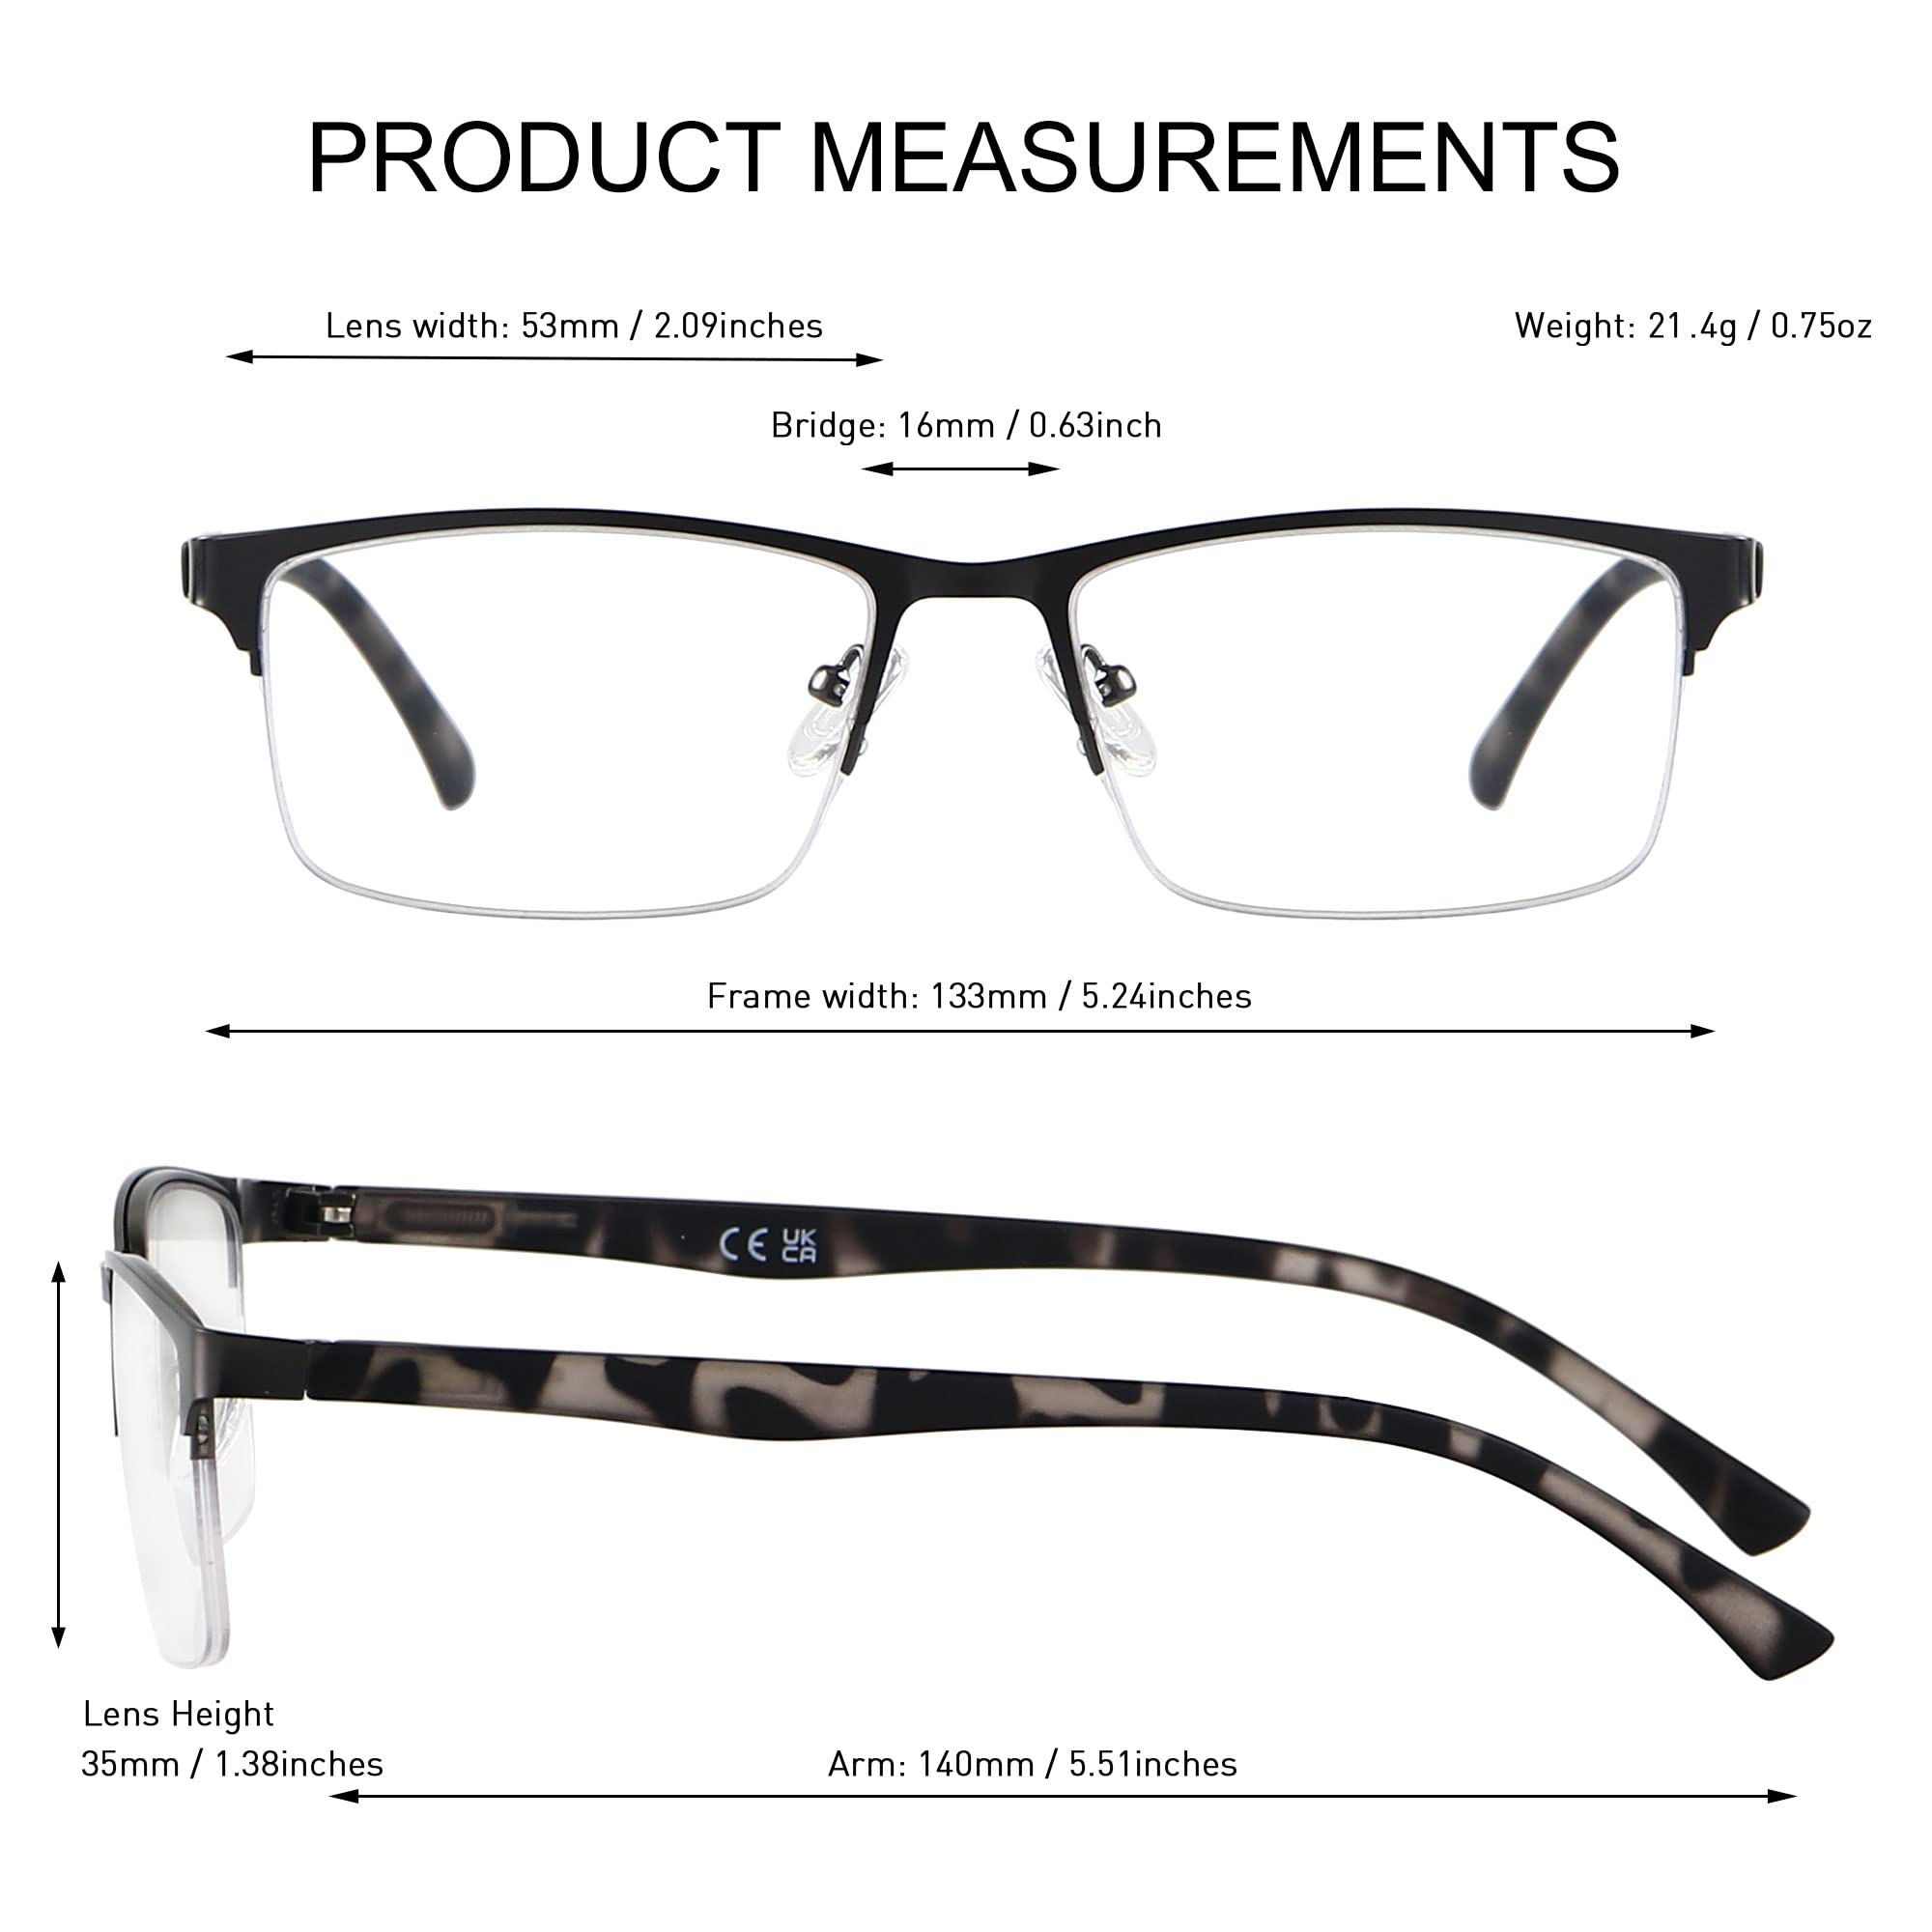 PRODUCT MEASUREMENTS
Lens width: 53mm / 2.09inches
Weight: 21.4g / 0.75oz
Bridge: 16mm / 0.63inch
Frame width: 133mm / 5.24inches
CE UK
CA
Lens Height
35mm / 1.38inches
Arm: 140mm / 5.51inches